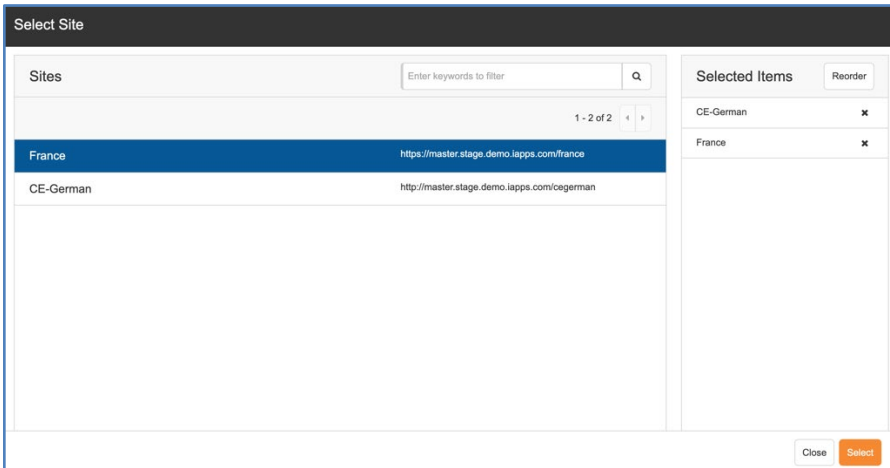 Select Site
Sites
Enter keywords to filter
Selected Items
Reorder
1 - 2 of 2
CE-German
France
France https://master.stage.demo.iapps.com/france
CE-German http://master.stage.demo.iapps.com/cegerman
Close
Select